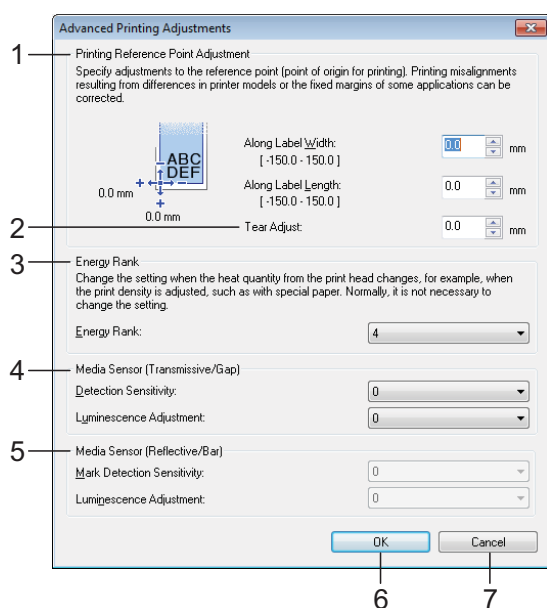 Advanced Printing Adjustments
1
Printing Reference Point Adjustment
Specify adjustments to the reference point (point of origin for printing). Printing misalignments
resulting from differences in printer models or the fixed margins of some applications can be
corrected.
ABC
DEF
0.0 mm
0.0 mm
Along Label Width:
[ -150.0 - 150.0 ]
0.0 mm
Along Label Length:
[ -150.0 - 150.0 ]
0.0 mm
2
Tear Adjust:
0.0 mm
3
Energy Rank
Change the setting when the heat quantity from the print head changes, for example, when
the print density is adjusted, such as with special paper. Normally, it is not necessary to
change the setting.
Energy Rank:
4
4
Media Sensor (Transmissive/Gap)
Detection Sensitivity:
0
Luminescence Adjustment:
0
5
Media Sensor (Reflective/Bar)
Mark Detection Sensitivity:
0
Luminescence Adjustment:
0
OK
Cancel
6
7